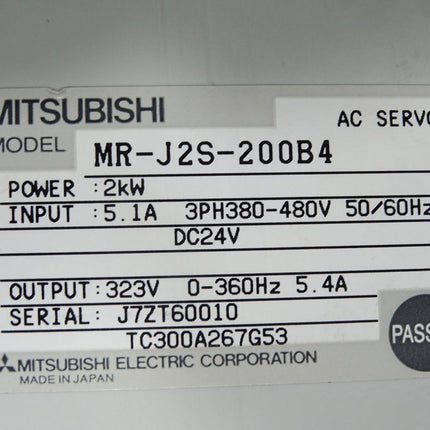 MITSUBISHI AC SERVO
MODEL MR-J2S-200B4
POWER :2kW
INPUT :5.1A 3PH380-480V 50/60Hz
DC24V
OUTPUT:323V 0-360Hz 5.4A
SERIAL: J7ZT60010
TC300A267G53
PASS
MITSUBISHI ELECTRIC CORPORATION
MADE IN JAPAN